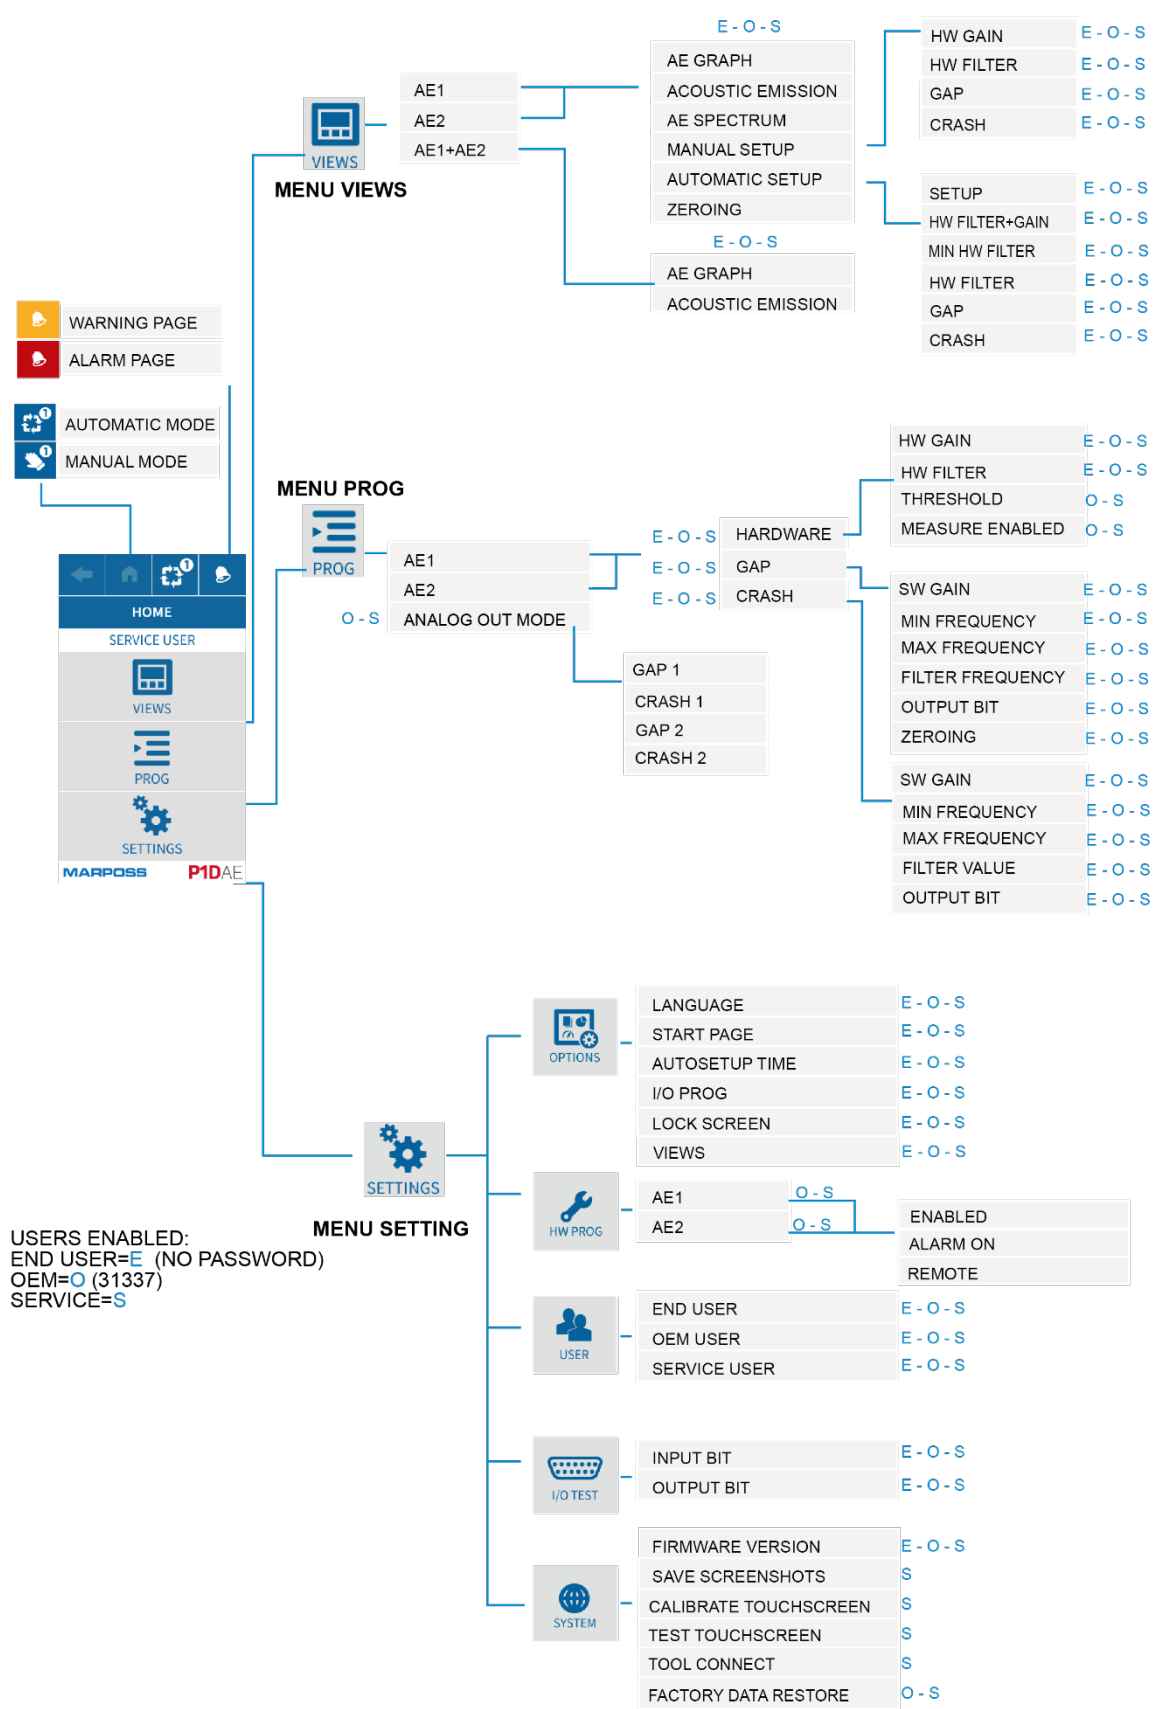 E - O - S
AE GRAPH
ACOUSTIC EMISSION
AE SPECTRUM
MANUAL SETUP
AUTOMATIC SETUP
ZEROING
HW GAIN E - O - S
HW FILTER E - O - S
GAP E - O - S
CRASH E - O - S
AE1
AE2
AE1+AE2
VIEWS
MENU VIEWS
SETUP E - O - S
HW FILTER+GAIN E - O - S
MIN HW FILTER E - O - S
HW FILTER E - O - S
GAP E - O - S
CRASH E - O - S
E - O - S
AE GRAPH
ACOUSTIC EMISSION
WARNING PAGE
ALARM PAGE
1 AUTOMATIC MODE
1 MANUAL MODE
MENU PROG
PROG
AE1
AE2
O - S ANALOG OUT MODE
E - O - S HARDWARE
E - O - S GAP
E - O - S CRASH
HW GAIN E - O - S
HW FILTER E - O - S
THRESHOLD O - S
MEASURE ENABLED O - S
SW GAIN E - O - S
MIN FREQUENCY E - O - S
MAX FREQUENCY E - O - S
FILTER FREQUENCY E - O - S
OUTPUT BIT E - O - S
ZEROING E - O - S
GAP 1
CRASH 1
GAP 2
CRASH 2
SW GAIN E - O - S
MIN FREQUENCY E - O - S
MAX FREQUENCY E - O - S
FILTER VALUE E - O - S
OUTPUT BIT E - O - S
1
HOME
SERVICE USER
VIEWS
PROG
SETTINGS
MARPOSS P1DAE
SETTINGS
MENU SETTING
OPTIONS
LANGUAGE E - O - S
START PAGE E - O - S
AUTOSETUP TIME E - O - S
I/O PROG E - O - S
LOCK SCREEN E - O - S
VIEWS E - O - S
HW PROG
AE1 O - S
AE2 O - S
ENABLED
ALARM ON
REMOTE
USERS ENABLED:
END USER=E (NO PASSWORD)
OEM=O (31337)
SERVICE=S
USER
END USER E - O - S
OEM USER E - O - S
SERVICE USER E - O - S
I/O TEST
INPUT BIT E - O - S
OUTPUT BIT E - O - S
SYSTEM
FIRMWARE VERSION E - O - S
SAVE SCREENSHOTS S
CALIBRATE TOUCHSCREEN S
TEST TOUCHSCREEN S
TOOL CONNECT S
FACTORY DATA RESTORE O - S